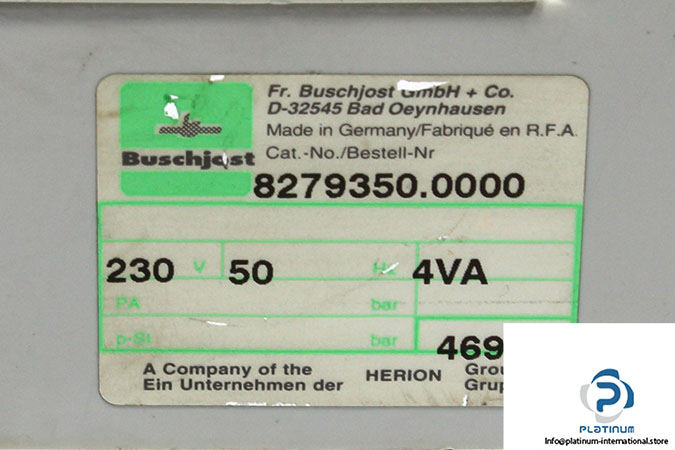 Fr. Buschjost GmbH + Co.
D-32545 Bad Oeynhausen
Made in Germany/Fabriqué en R.F.A.
Cat.-No./Bestell-Nr
Buschjost
8279350.0000
230 V 50 Hz 4VA
PA bar
p-St bar
469
A Company of the HERION
Ein Unternehmen der
PLATINUM
Info@platinum-international.store